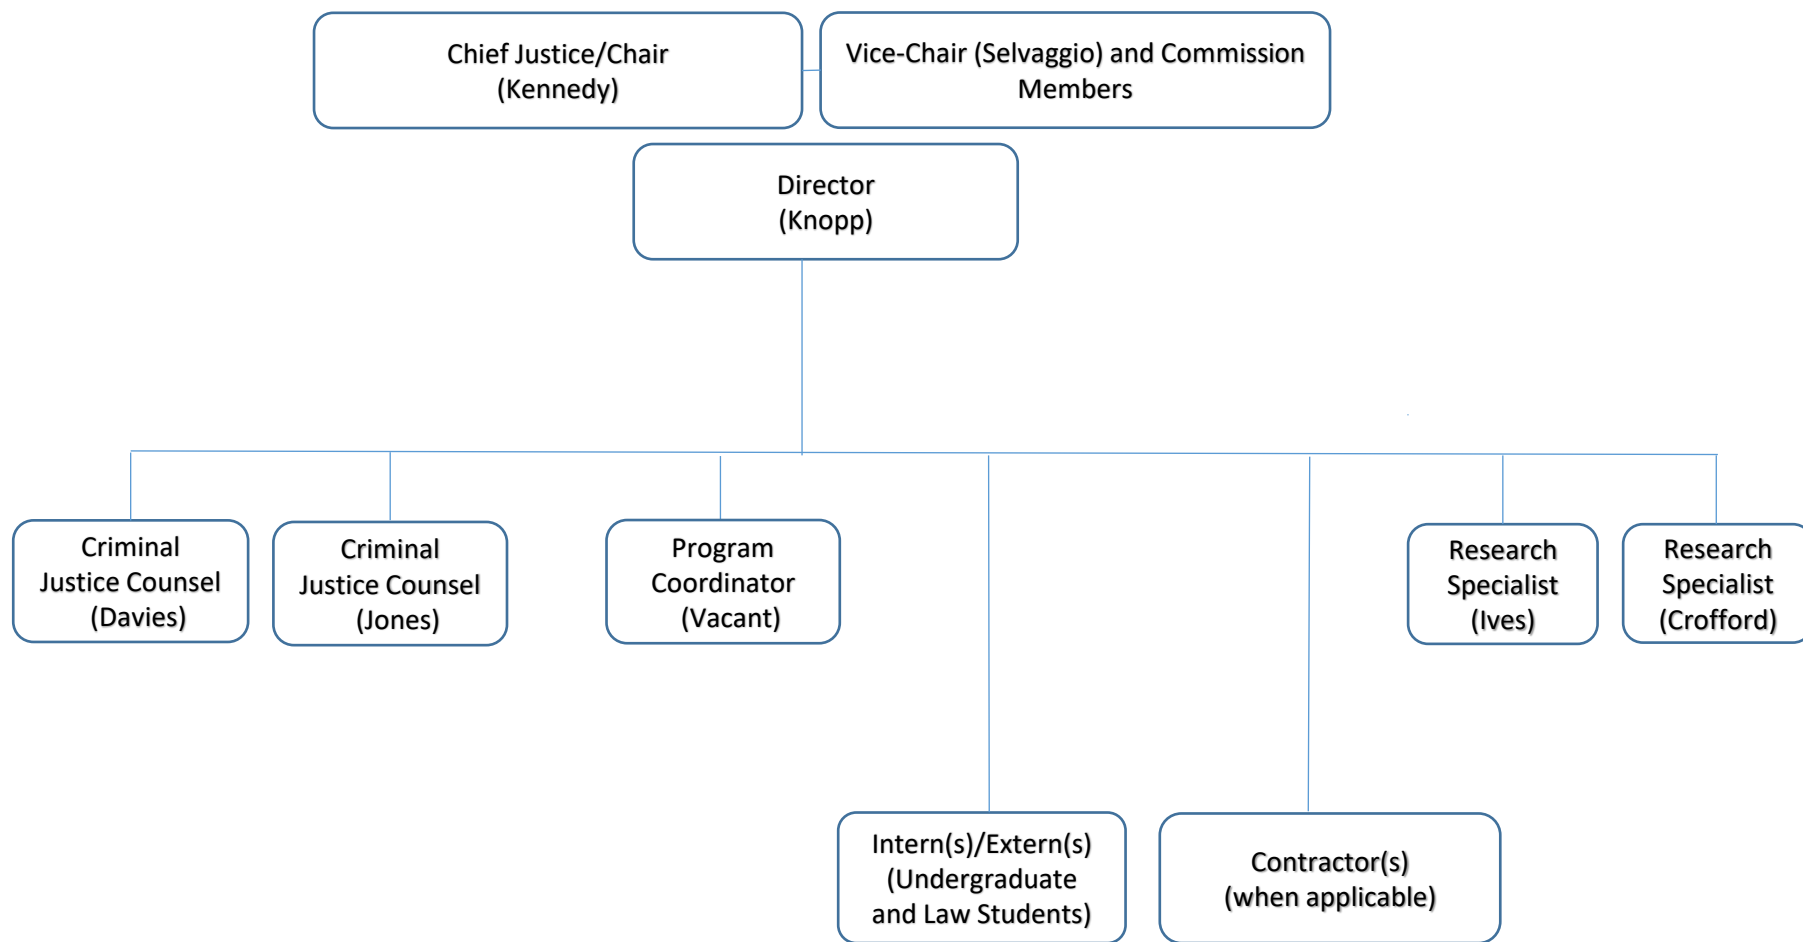 Chief Justice/Chair
(Kennedy)
Vice-Chair (Selvaggio) and Commission
Members
Director
(Knopp)
Criminal
Justice Counsel
(Davies)
Criminal
Justice Counsel
(Jones)
Program
Coordinator
(Vacant)
Research
Specialist
(Ives)
Research
Specialist
(Crofford)
Intern(s)/Extern(s)
(Undergraduate
and Law Students)
Contractor(s)
(when applicable)